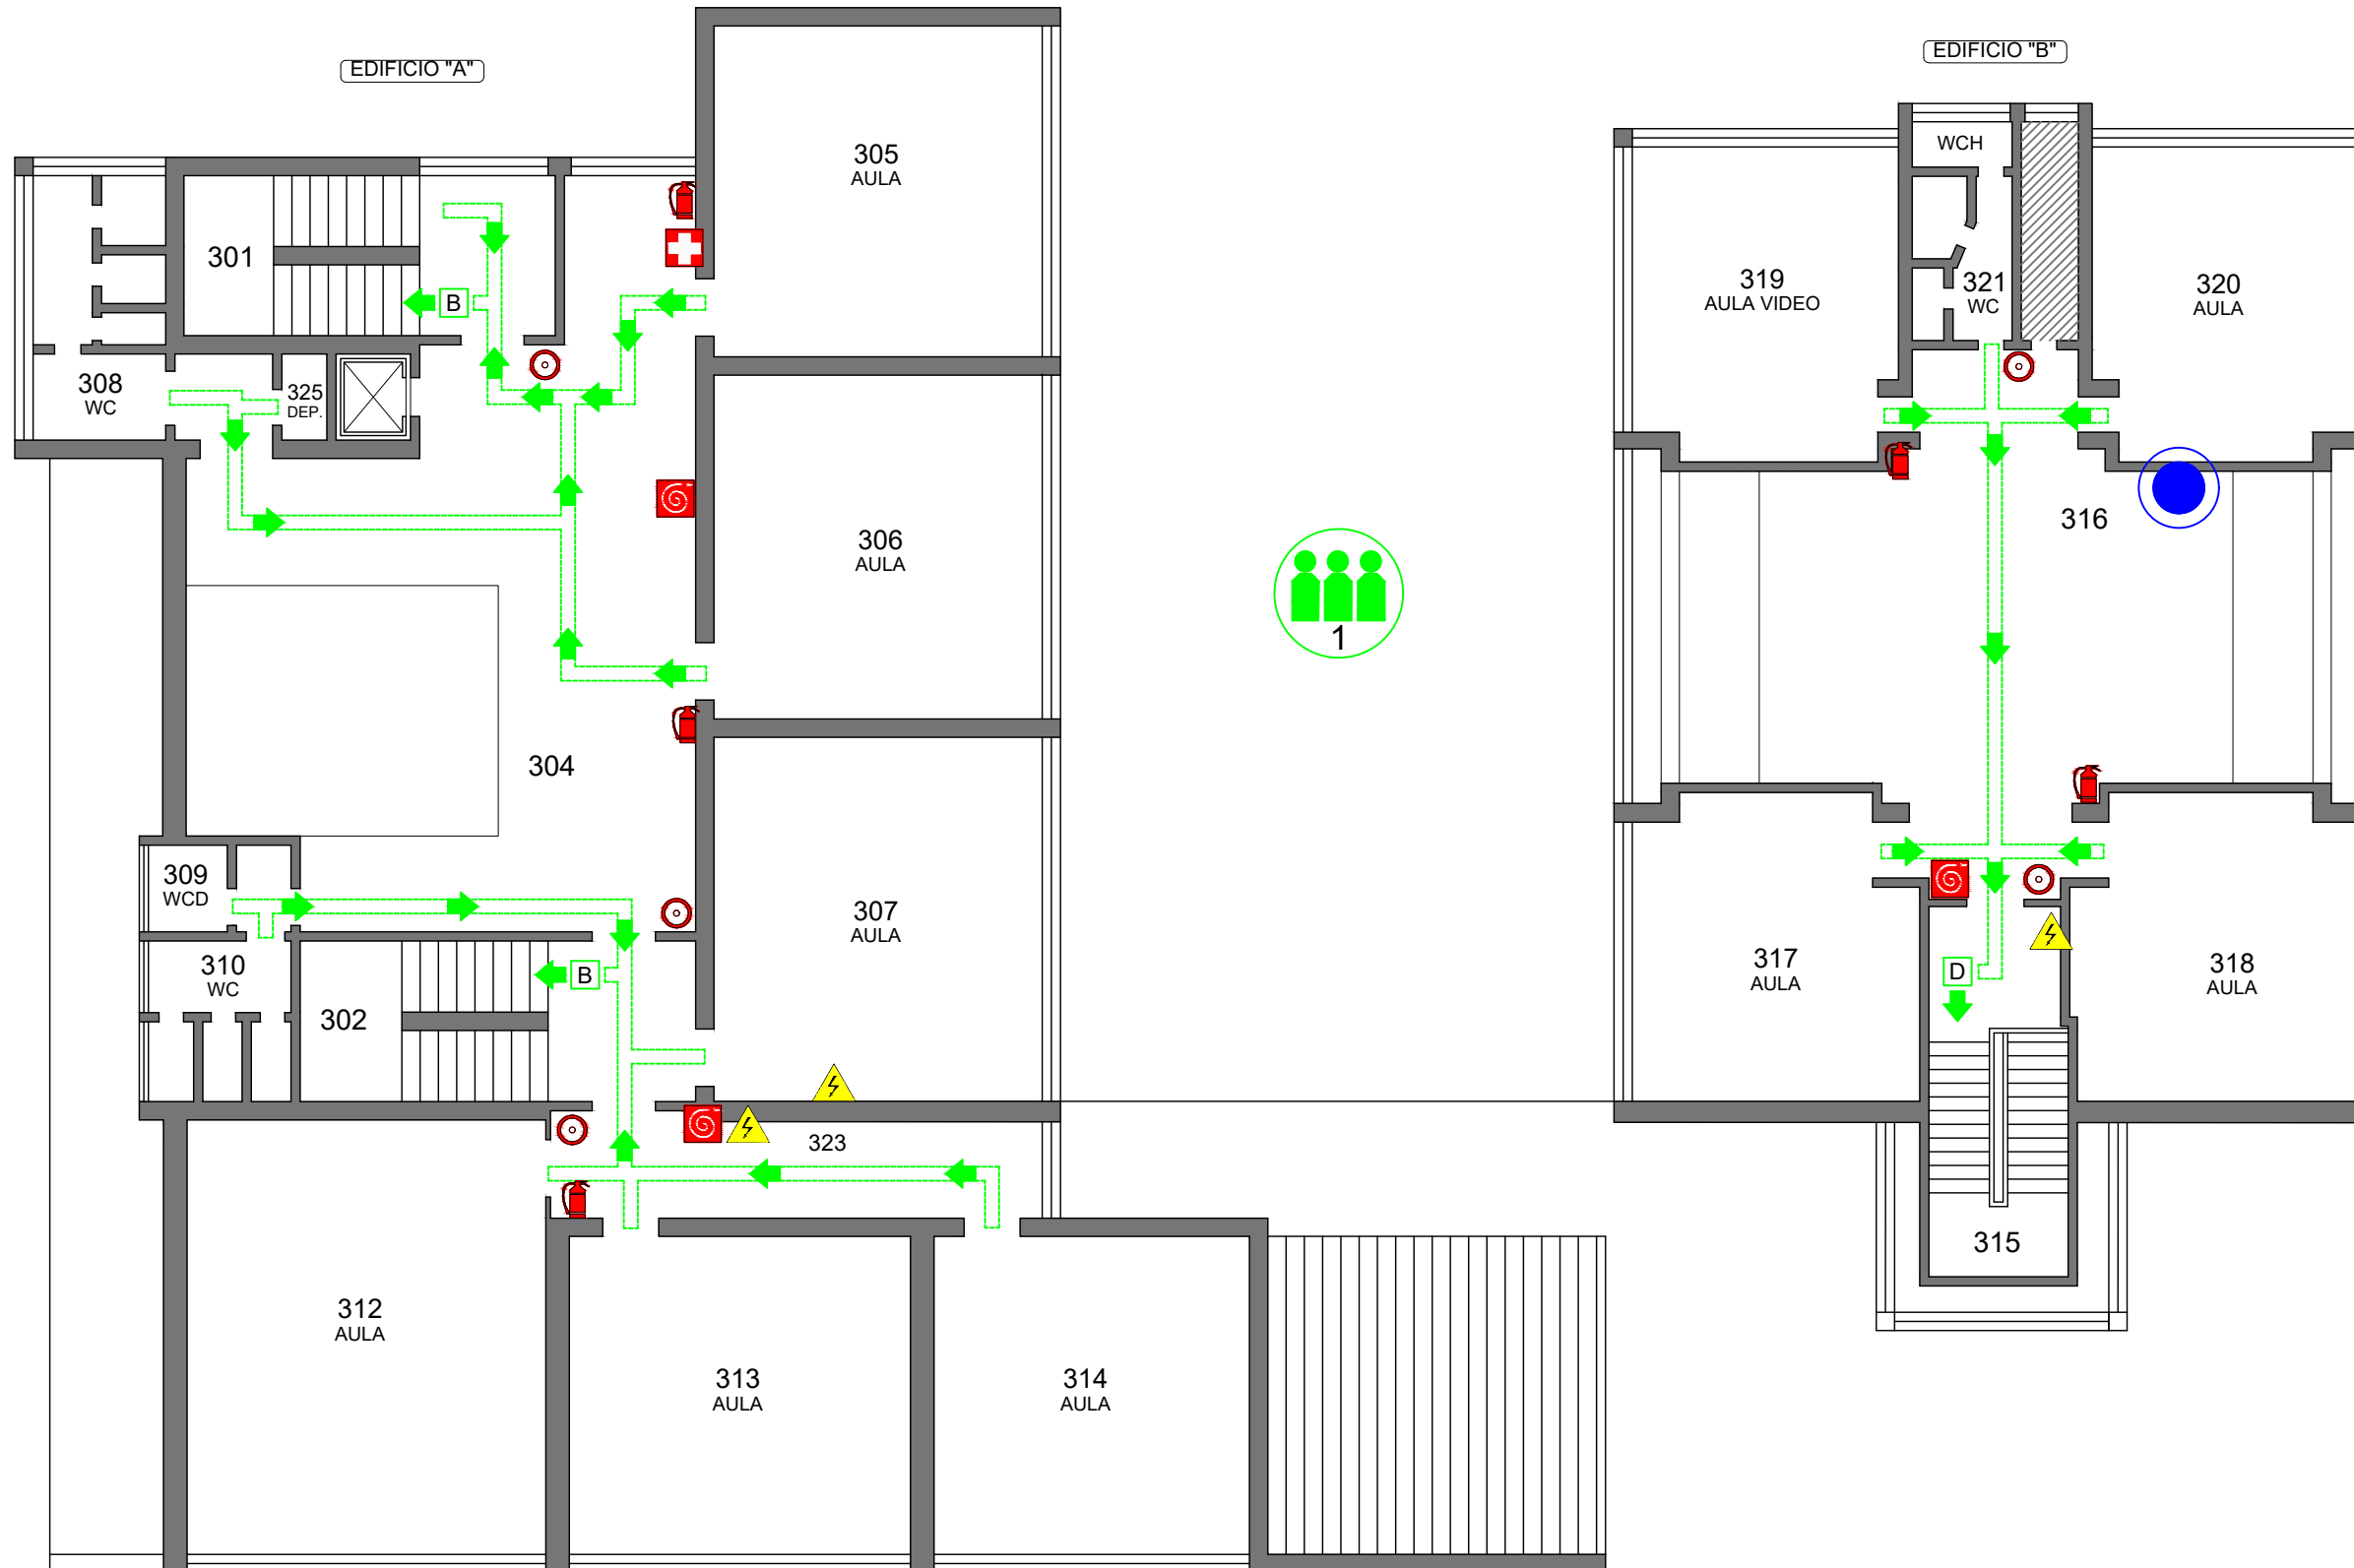 EDIFICIO "A"
EDIFICIO "B"
305
AULA
WCH
301
B
319
AULA VIDEO
321
WC
320
AULA
308
WC
325
DEP.
306
AULA
316
1
304
309
WCD
307
AULA
310
WC
B
302
317
AULA
D
318
AULA
323
315
312
AULA
313
AULA
314
AULA